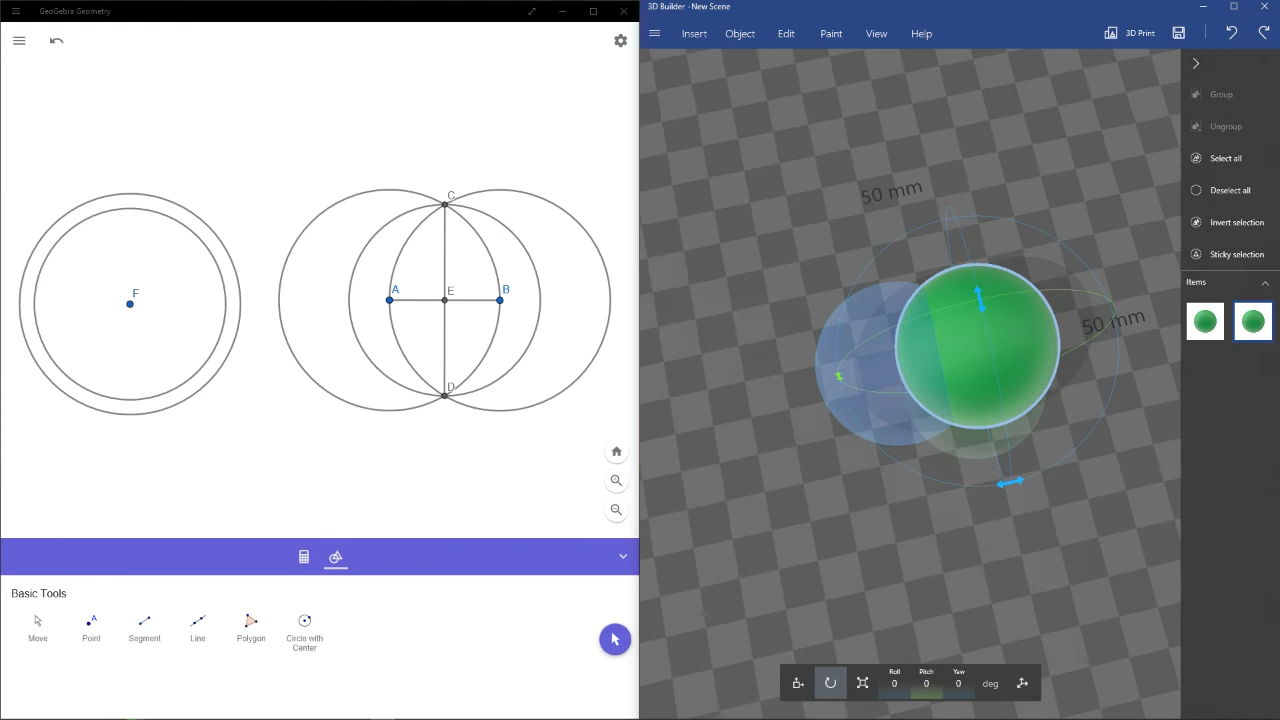 GeoGebra Geometry
F
C
A
E
B
D
Basic Tools
A
Move
Point
Segment
Line
Polygon
Circle with
Center
3D Builder - New Scene
Insert
Object
Edit
Paint
View
Help
3D Print
50 mm
50 mm
Group
Ungroup
Select all
Deselect all
Invert selection
Sticky selection
Items
Roll
Pitch
Yaw
0
0
0
deg